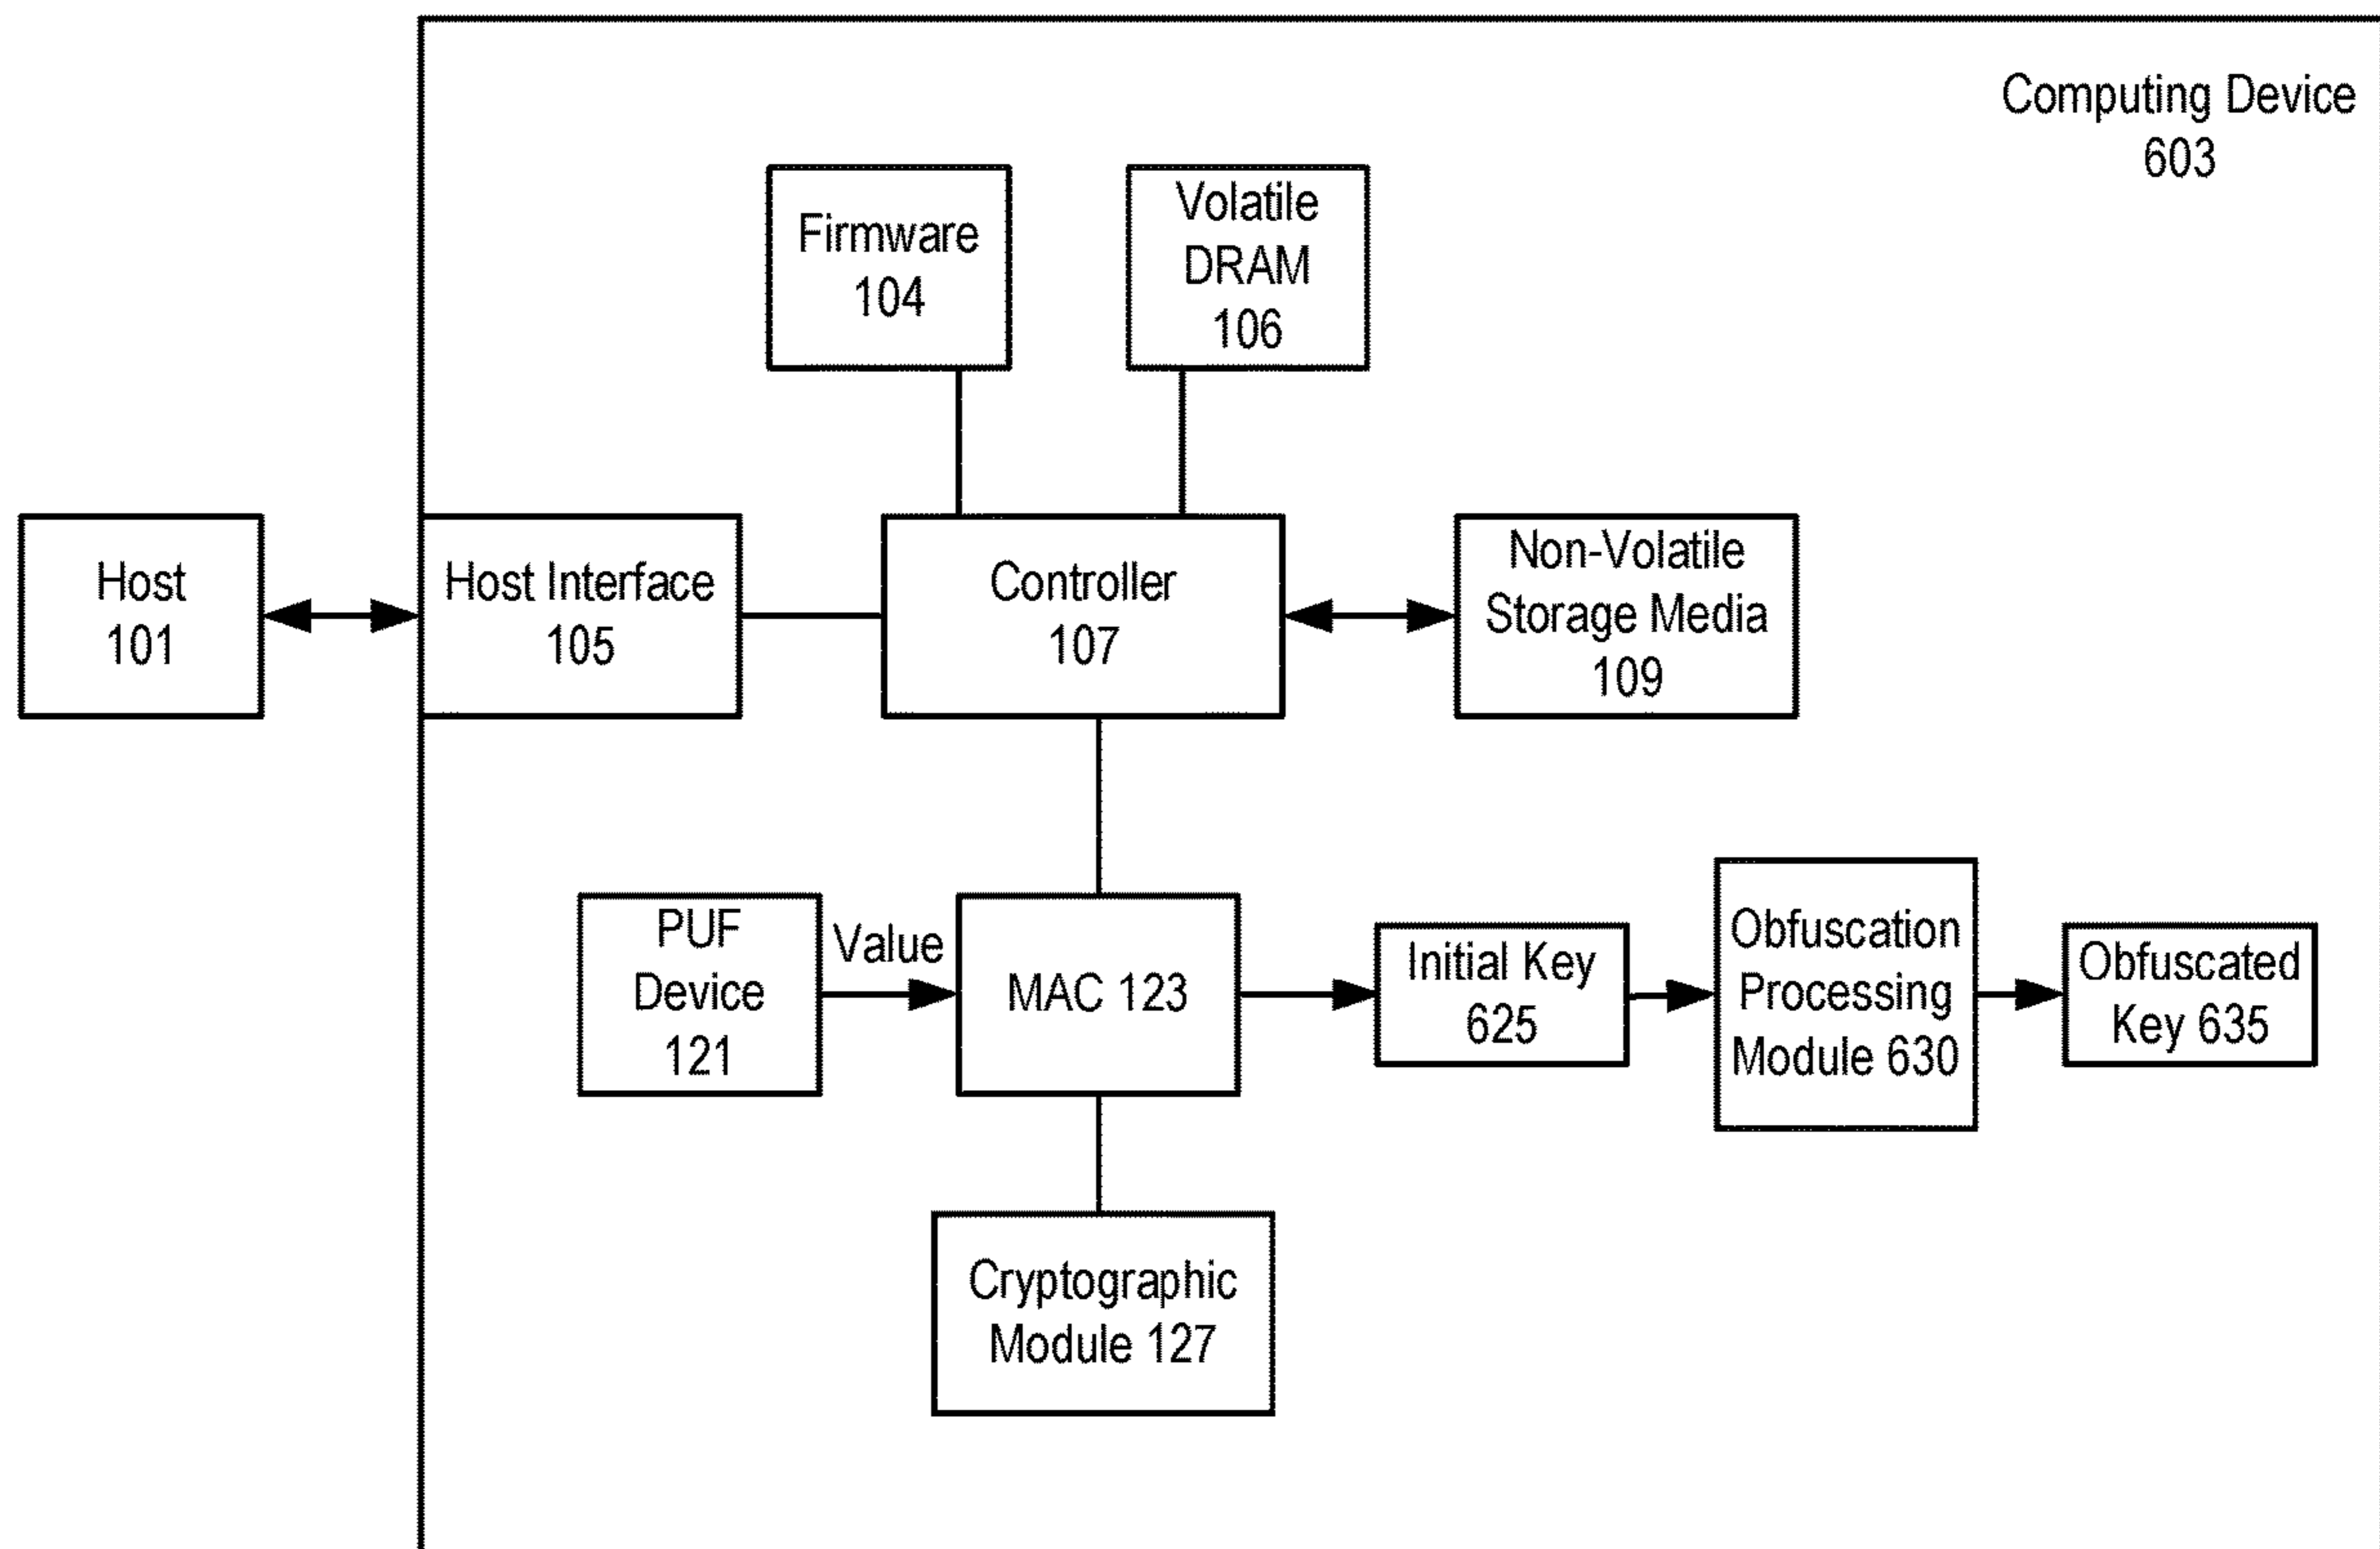 Computing Device
603
Firmware
104
Volatile
DRAM
106
Host
101
Host Interface
105
Controller
107
Non-Volatile
Storage Media
109
PUF
Device
121
Value
MAC 123
Initial Key
625
Obfuscation
Processing
Module 630
Obfuscated
Key 635
Cryptographic
Module 127